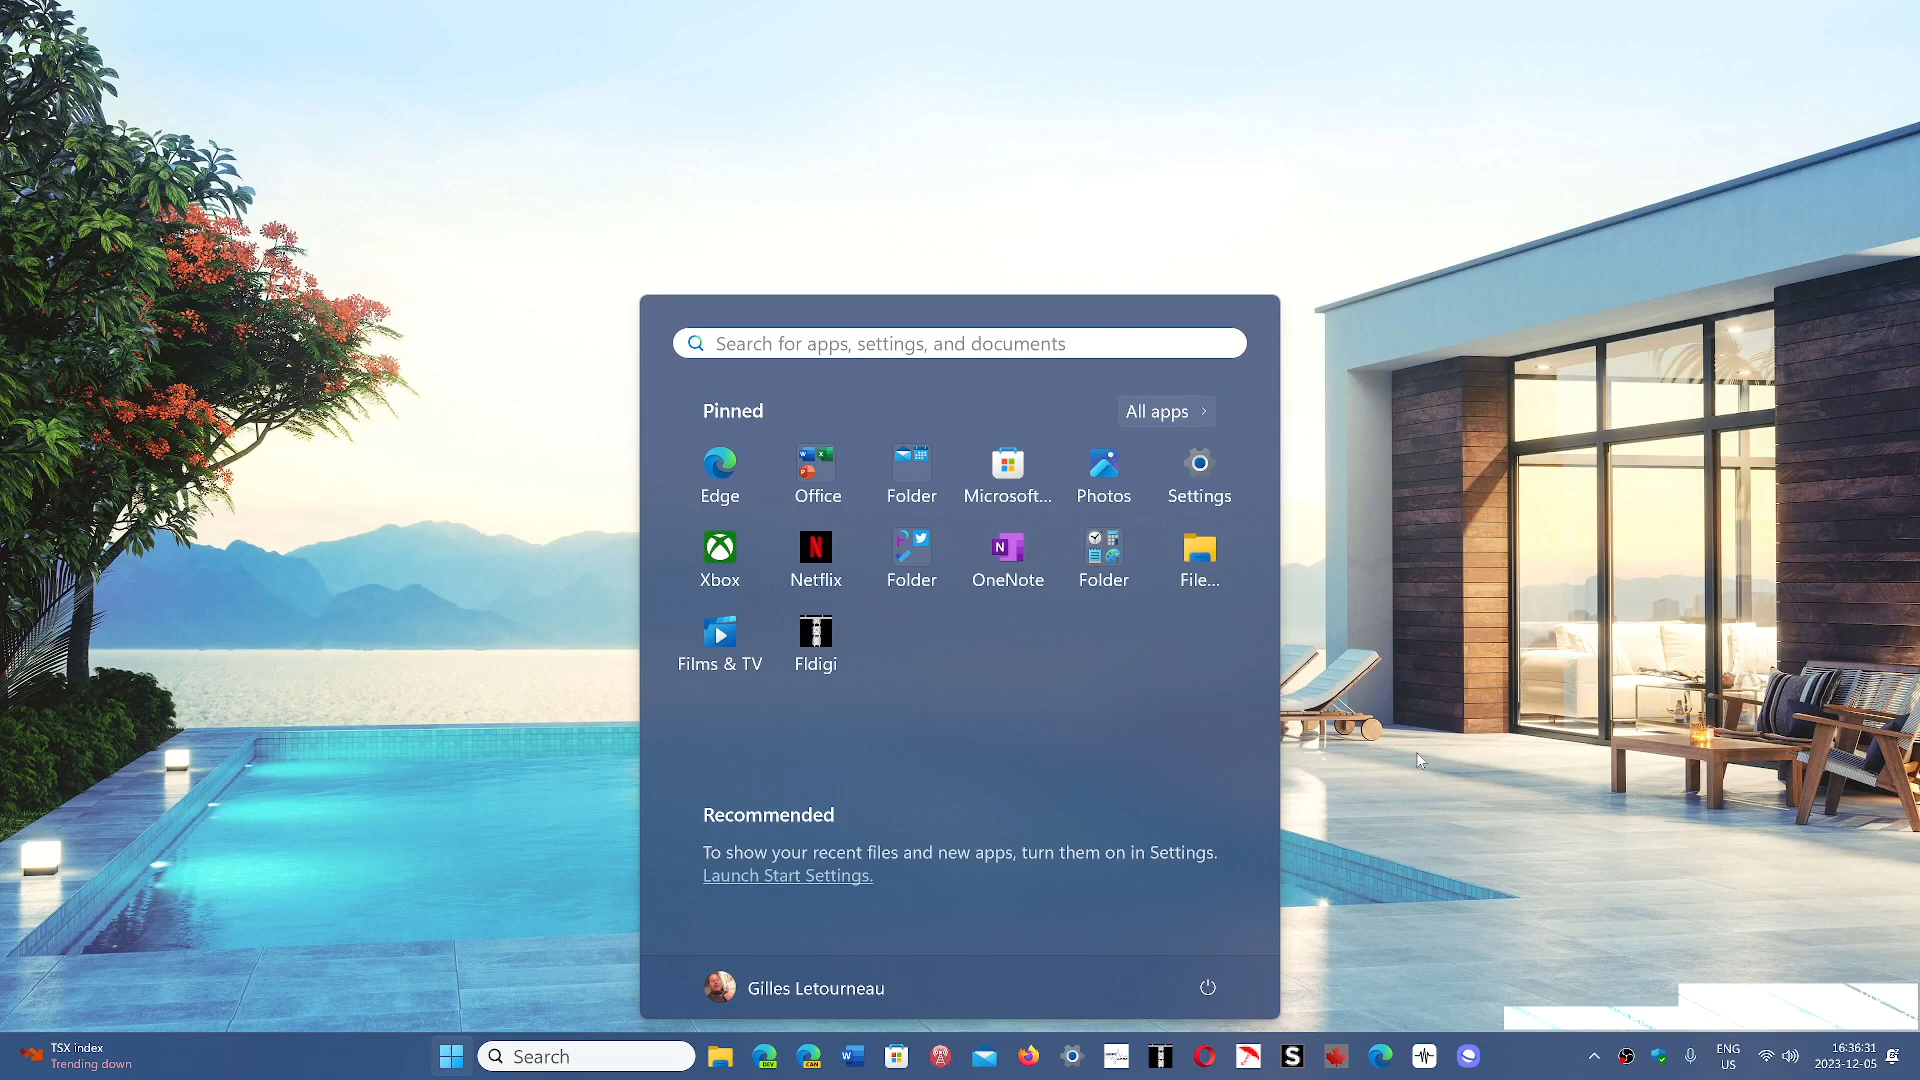 Search for apps, settings, and documents
Pinned
All apps
Edge
Office
Folder
Microsoft...
Photos
Settings
Xbox
Netflix
Folder
OneNote
Folder
File...
Films & TV
Fldigi
Recommended
To show your recent files and new apps, turn them on in Settings.
Launch Start Settings.
Gilles Letourneau
TSX index
Trending down
Search
DEV
CAN
ENG
US
16:36:31
2023-12-05